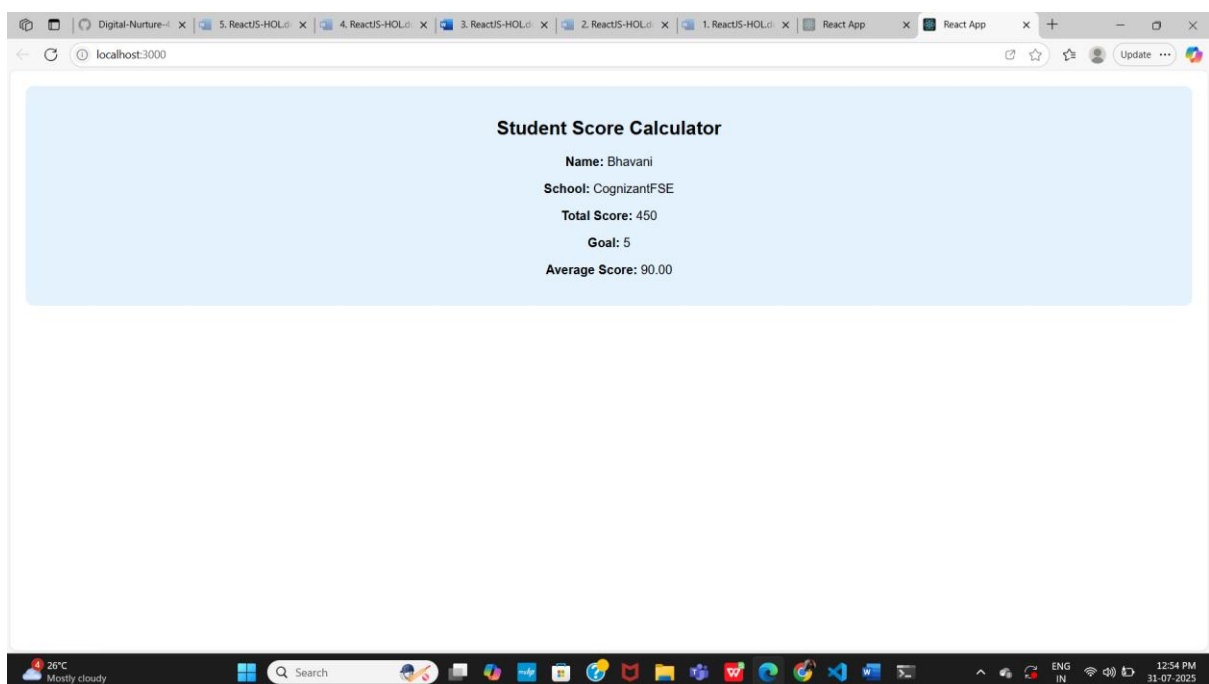 Digital-Nurture-4
5. ReactJS-HOL.d
4. ReactJS-HOL.d
3. ReactJS-HOL.d
2. ReactJS-HOL.d
1. ReactJS-HOL.d
React App
React App
localhost:3000
Update
Student Score Calculator
Name: Bhavani
School: CognizantFSE
Total Score: 450
Goal: 5
Average Score: 90.00
4
26°C
Mostly cloudy
Search
ENG
IN
12:54 PM
31-07-2025